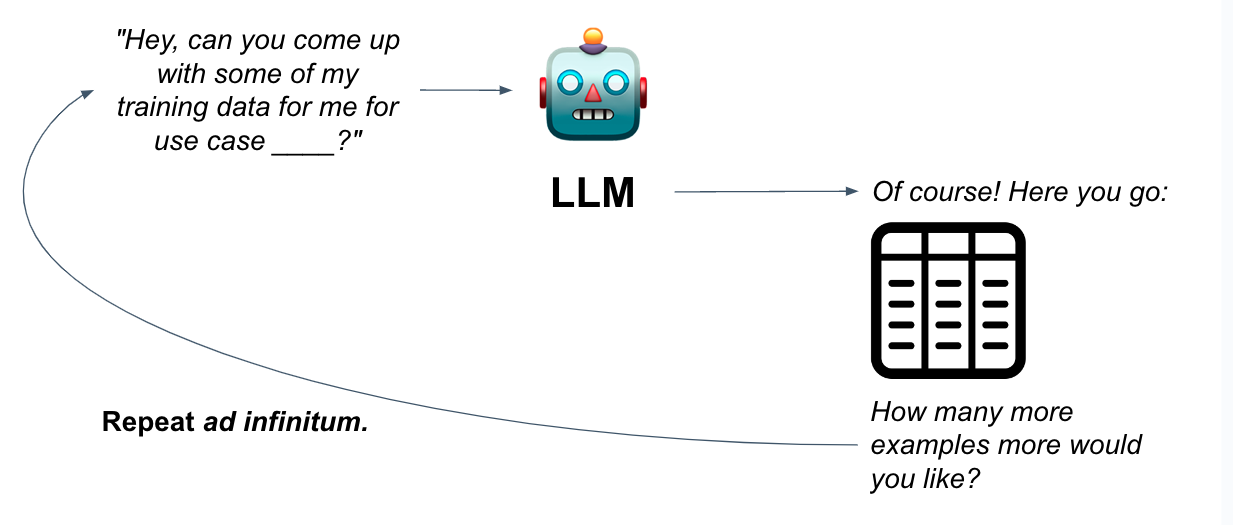 "Hey, can you come up
with some of my
training data for me for
use case ____?"
LLM
Of course! Here you go:
How many more
examples more would
you like?
Repeat ad infinitum.